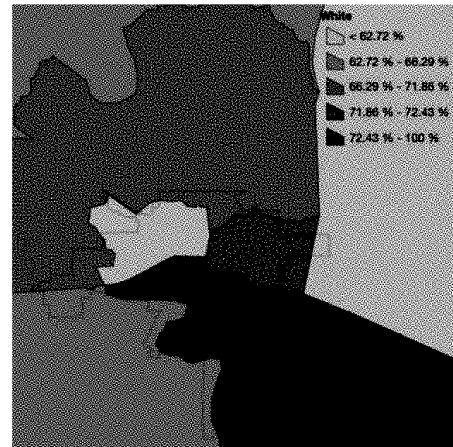 White
< 62.72 %
62.72 % - 66.29 %
66.29 % - 71.86 %
71.86 % - 72.43 %
72.43 % - 100 %